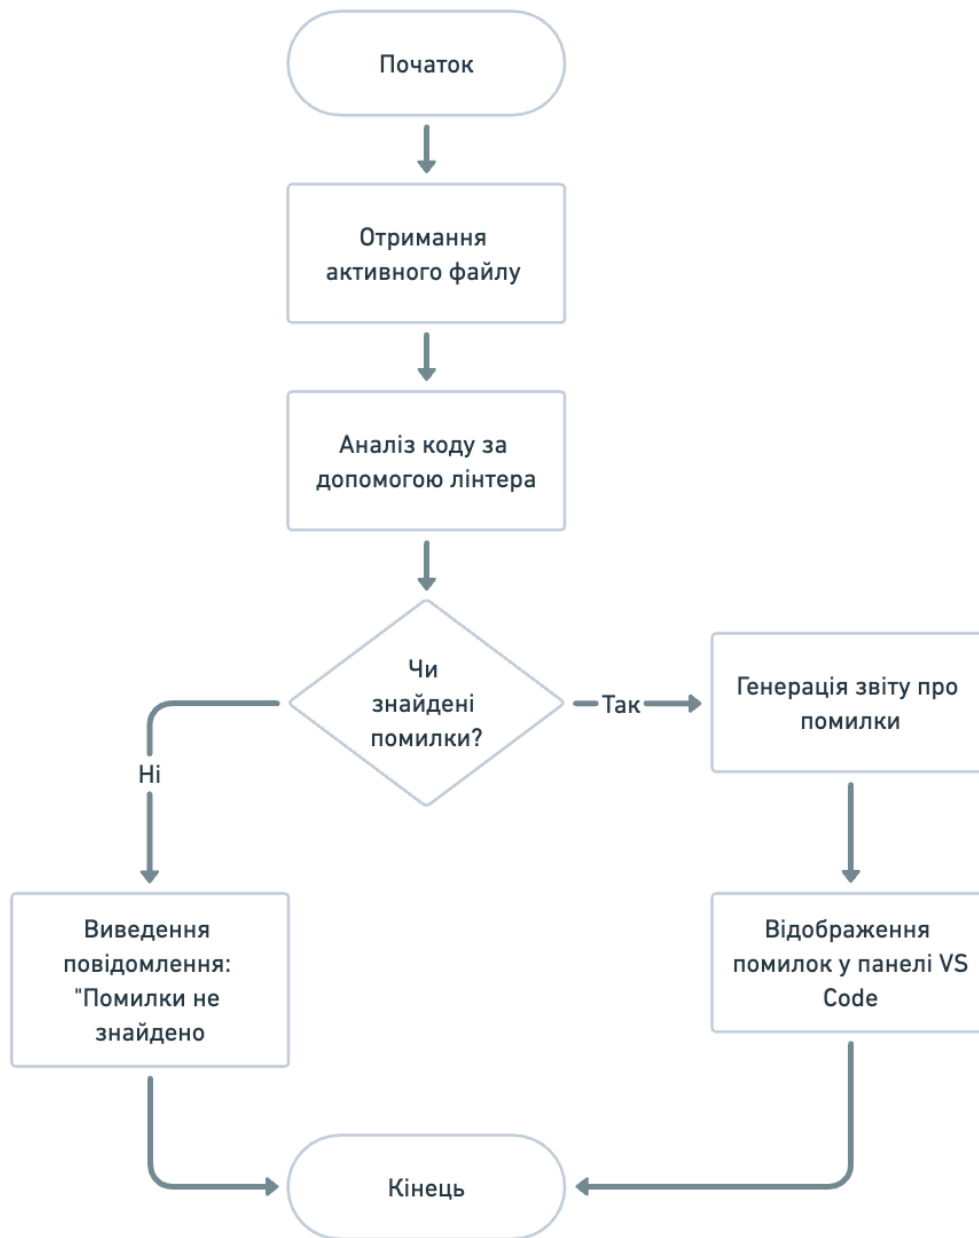 Початок
Отримання
активного файлу
Аналіз коду за
допомогою лінтера
Чи
знайдені
помилки?
Так
Генерація звіту про
помилки
Ні
Виведення
повідомлення:
"Помилки не
знайдено
Відображення
помилок у панелі VS
Code
Кінець